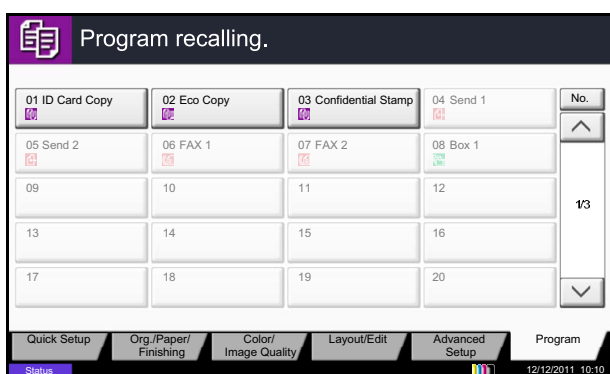 Program recalling.
01 ID Card Copy
02 Eco Copy
03 Confidential Stamp
04 Send 1
No.
05 Send 2
06 FAX 1
07 FAX 2
08 Box 1
09
10
11
12
1/3
13
14
15
16
17
18
19
20
Quick Setup
Org./Paper/
Finishing
Color/
Image Quality
Layout/Edit
Advanced
Setup
Program
Status
12/12/2011 10:10